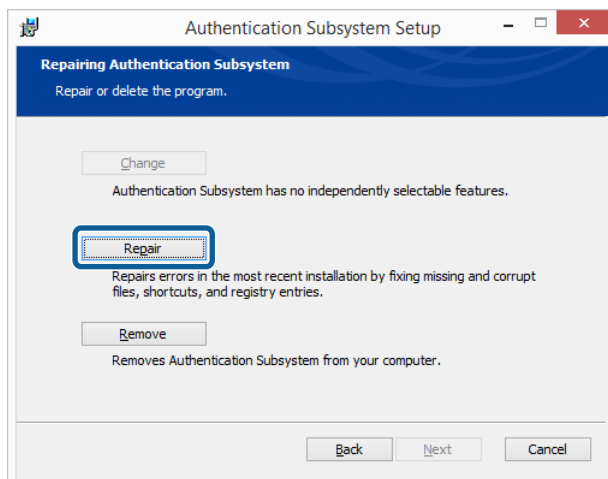 Authentication Subsystem Setup
Repairing Authentication Subsystem
Repair or delete the program.
Change
Authentication Subsystem has no independently selectable features.
Repair
Repairs errors in the most recent installation by fixing missing and corrupt
files, shortcuts, and registry entries.
Remove
Removes Authentication Subsystem from your computer.
Back Next Cancel